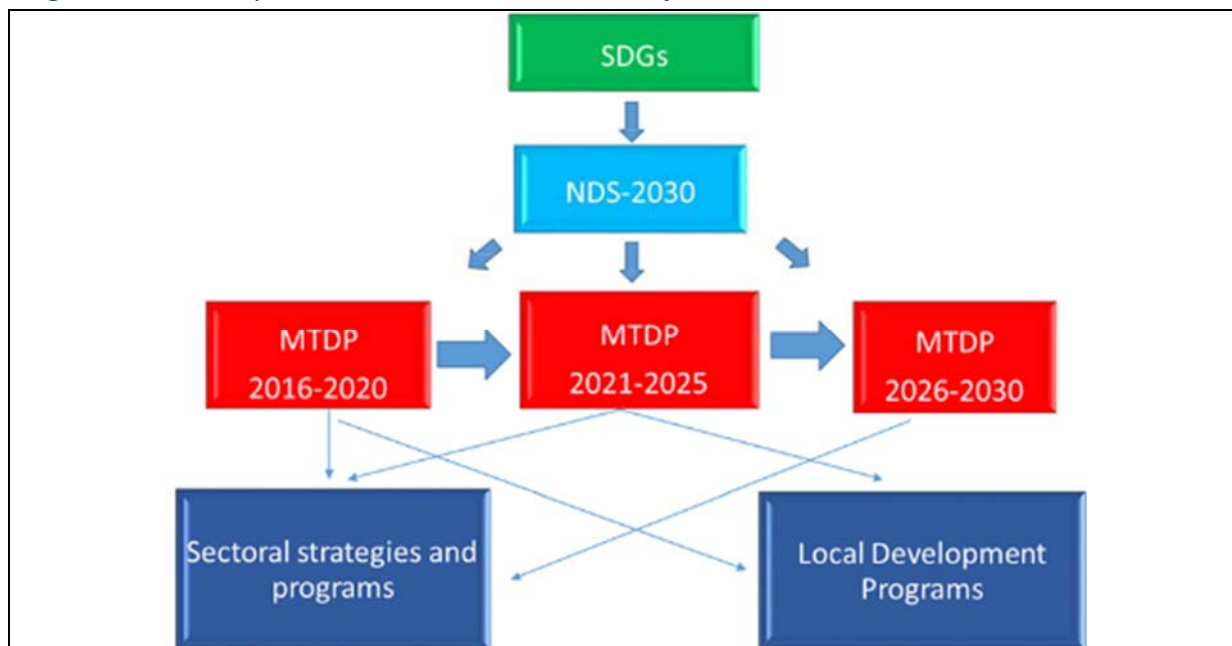 SDGs
NDS-2030
MTDP
2016-2020
MTDP
2021-2025
MTDP
2026-2030
Sectoral strategies and
programs
Local Development
Programs